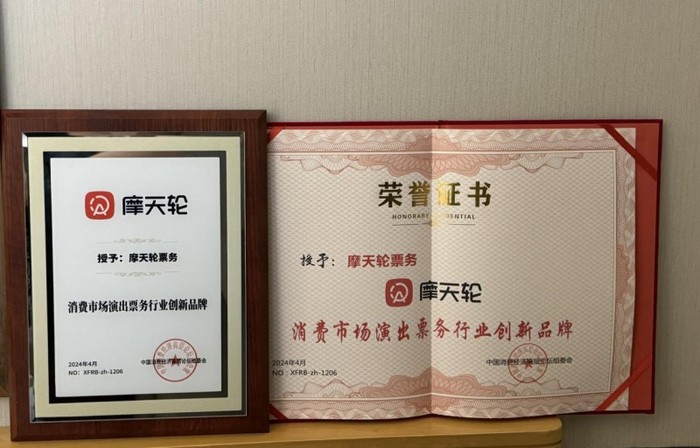 摩天轮
授予：摩天轮票务
消费市场演出票务行业创新品牌
2024年4月
NO：XFRB-zh-1206
荣誉证书
授予：摩天轮票务
摩天轮
消费市场演出票务行业创新品牌
2024年4月
NO：XFRB-zh-1206